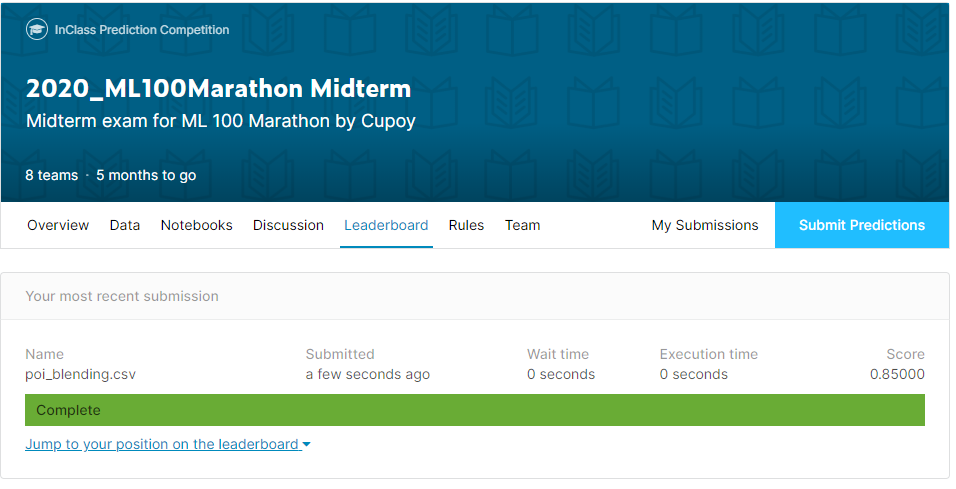 InClass Prediction Competition
2020_ML100Marathon Midterm
Midterm exam for ML 100 Marathon by Cupoy
8 teams · 5 months to go
Overview Data Notebooks Discussion Leaderboard Rules Team My Submissions Submit Predictions
Your most recent submission
Name Submitted Wait time Execution time Score
poi_blending.csv a few seconds ago 0 seconds 0 seconds 0.85000
Complete
Jump to your position on the leaderboard